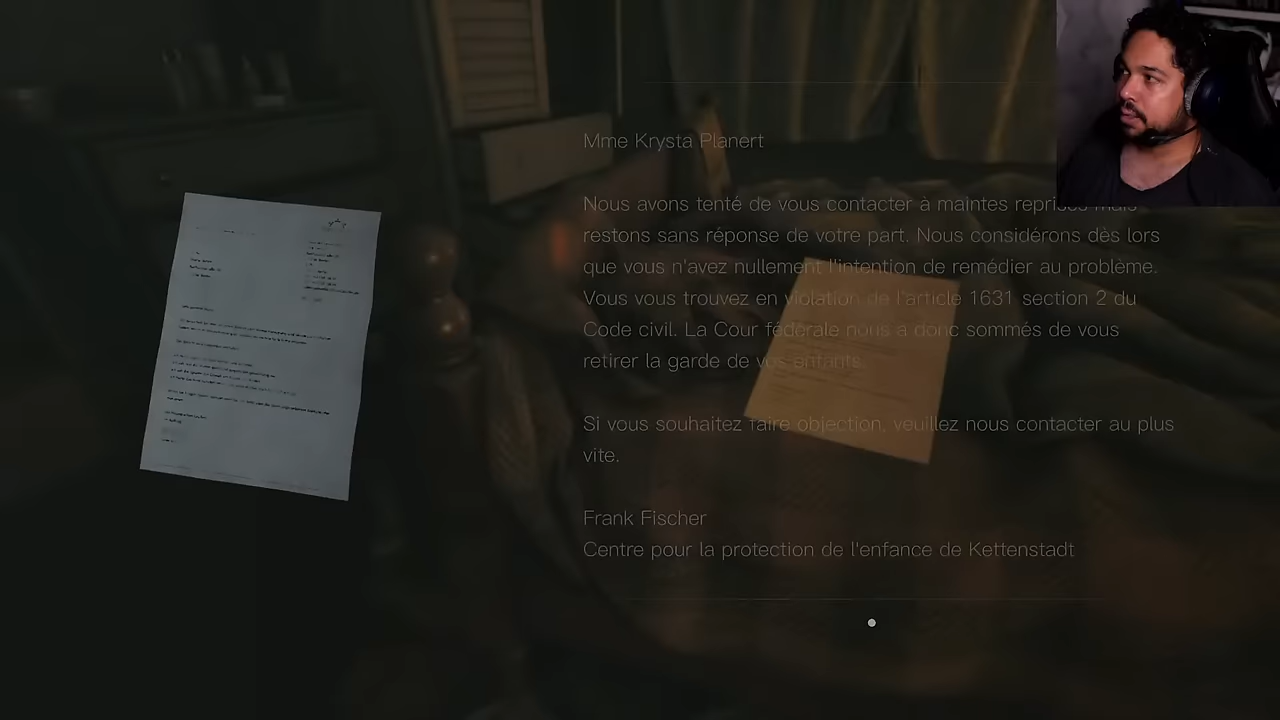 Mme Krysta Planert
Nous avons tenté de vous contacter à maintes reprises mais
restons sans réponse de votre part. Nous considérons dès lors
que vous n'avez nullement l'intention de remédier au problème.
Vous vous trouvez en violation de l'article 1631 section 2 du
Code civil. La Cour fédérale nous a donc sommés de vous
retirer la garde de vos enfants.
Si vous souhaitez faire objection, veuillez nous contacter au plus
vite.
Frank Fischer
Centre pour la protection de l'enfance de Kettenstadt